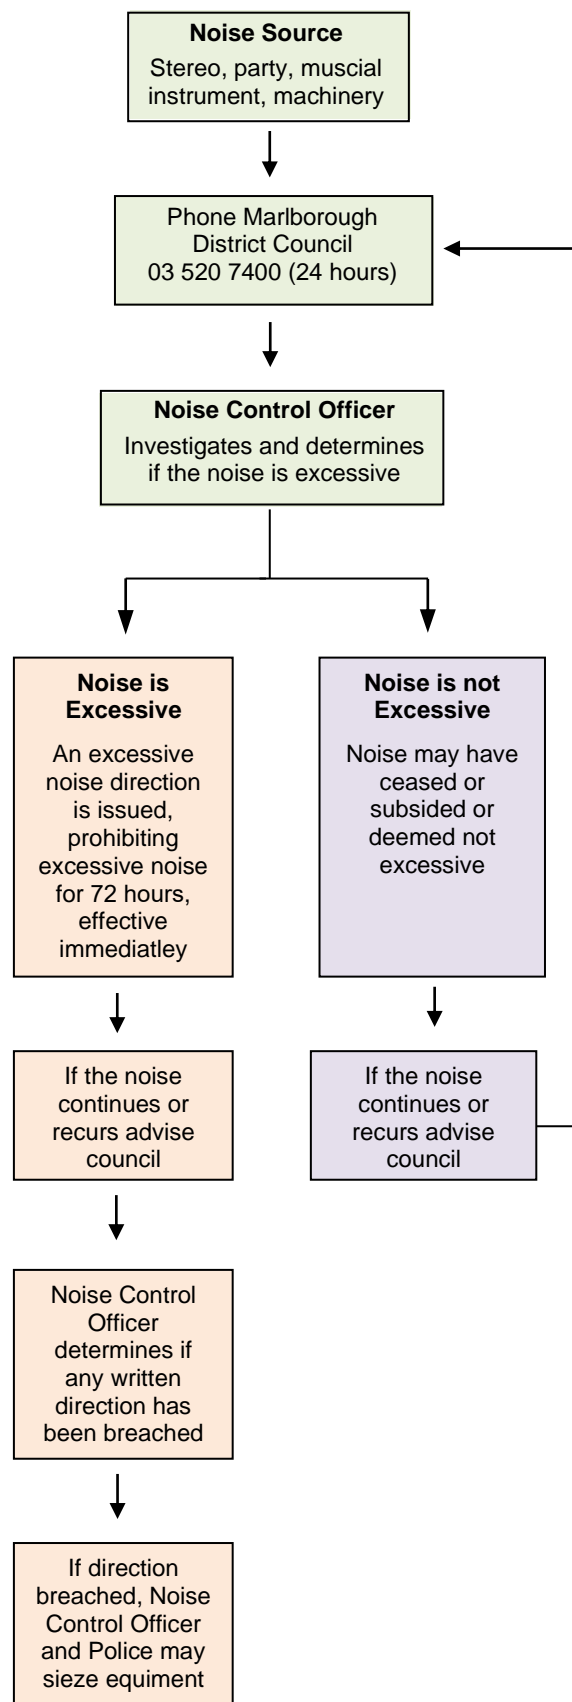 Noise Source
Stereo, party, muscial
instrument, machinery
Phone Marlborough
District Council
03 520 7400 (24 hours)
Noise Control Officer
Investigates and determines
if the noise is excessive
Noise is
Excessive
An excessive
noise direction
is issued,
prohibiting
excessive noise
for 72 hours,
effective
immediatley
Noise is not
Excessive
Noise may have
ceased or
subsided or
deemed not
excessive
If the noise
continues or
recurs advise
council
If the noise
continues or
recurs advise
council
Noise Control
Officer
determines if
any written
direction has
been breached
If direction
breached, Noise
Control Officer
and Police may
sieze equiment